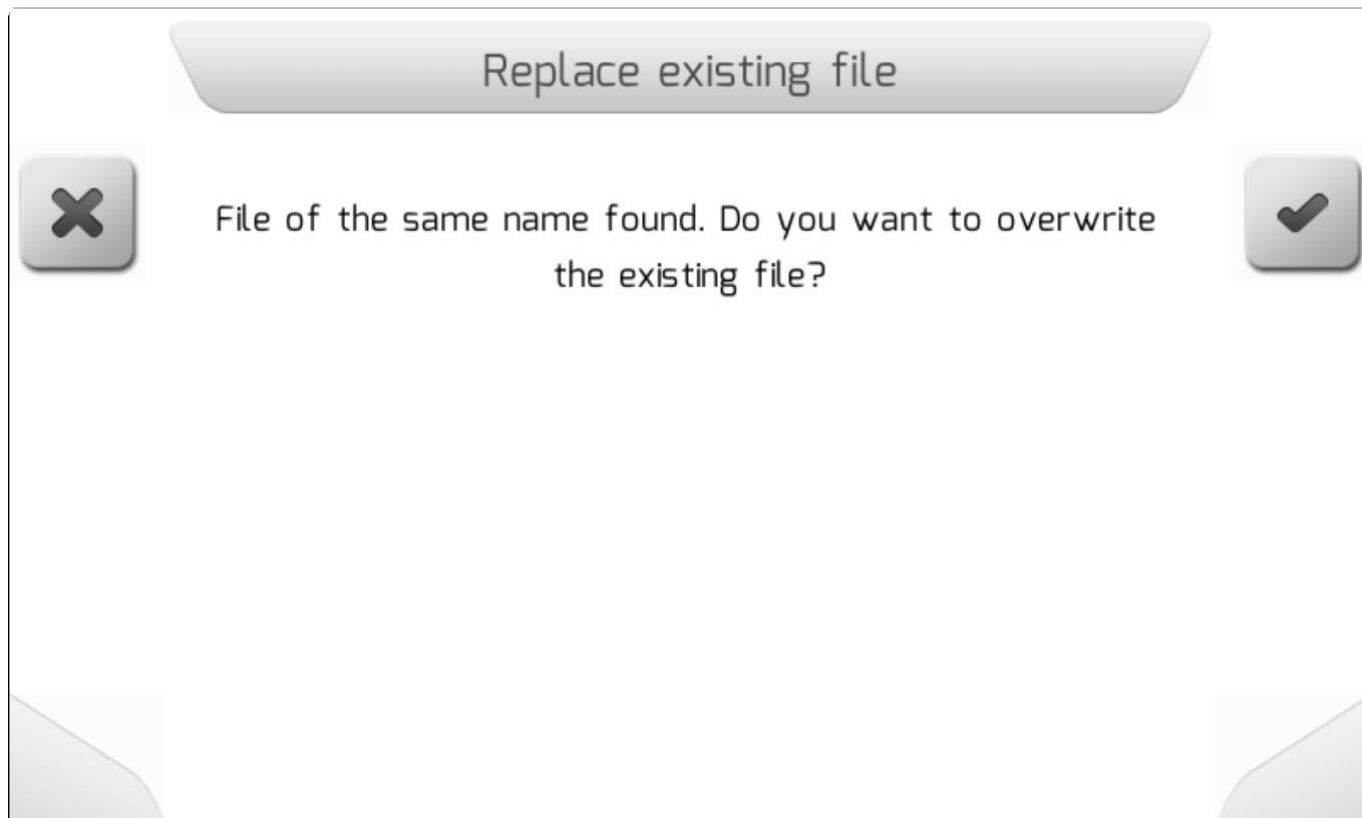 Replace existing file
File of the same name found. Do you want to overwrite
the existing file?